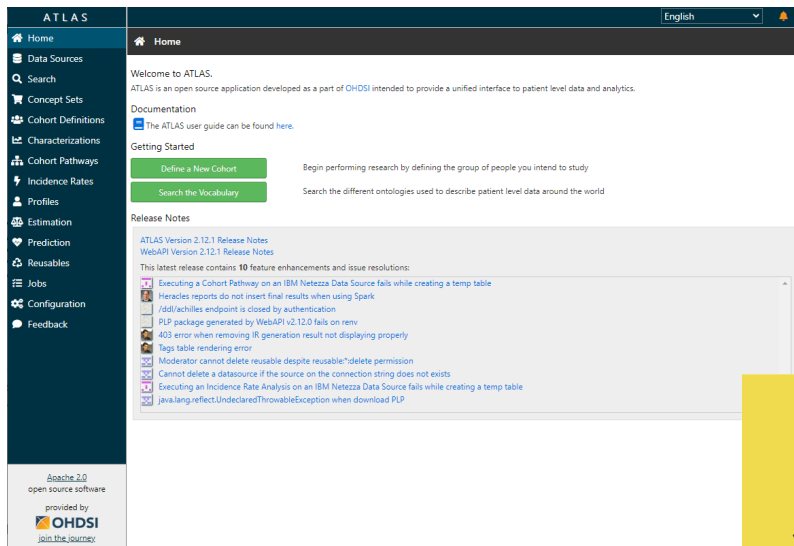 ATLAS
English
Home
Data Sources
Search
Concept Sets
Cohort Definitions
Characterizations
Cohort Pathways
Incidence Rates
Profiles
Estimation
Prediction
Reusables
Jobs
Configuration
Feedback
Apache 2.0
open source software
provided by
OHDSI
join the journey
Home
Welcome to ATLAS.
ATLAS is an open source application developed as a part of OHDSI intended to provide a unified interface to patient level data and analytics.
Documentation
The ATLAS user guide can be found here.
Getting Started
Define a New Cohort Begin performing research by defining the group of people you intend to study
Search the Vocabulary Search the different ontologies used to describe patient level data around the world
Release Notes
ATLAS Version 2.12.1 Release Notes
WebAPI Version 2.12.1 Release Notes
This latest release contains 10 feature enhancements and issue resolutions:
Executing a Cohort Pathway on an IBM Netezza Data Source fails while creating a temp table
Heracles reports do not insert final results when using Spark
/ddl/achilles endpoint is closed by authentication
PLP package generated by WebAPI v2.12.0 fails on renv
403 error when removing IR generation result not displaying properly
Tags table rendering error
Moderator cannot delete reusable despite reusable:*:delete permission
Cannot delete a datasource if the source on the connection string does not exists
Executing an Incidence Rate Analysis on an IBM Netezza Data Source fails while creating a temp table
java.lang.reflect.UndeclaredThrowableException when download PLP